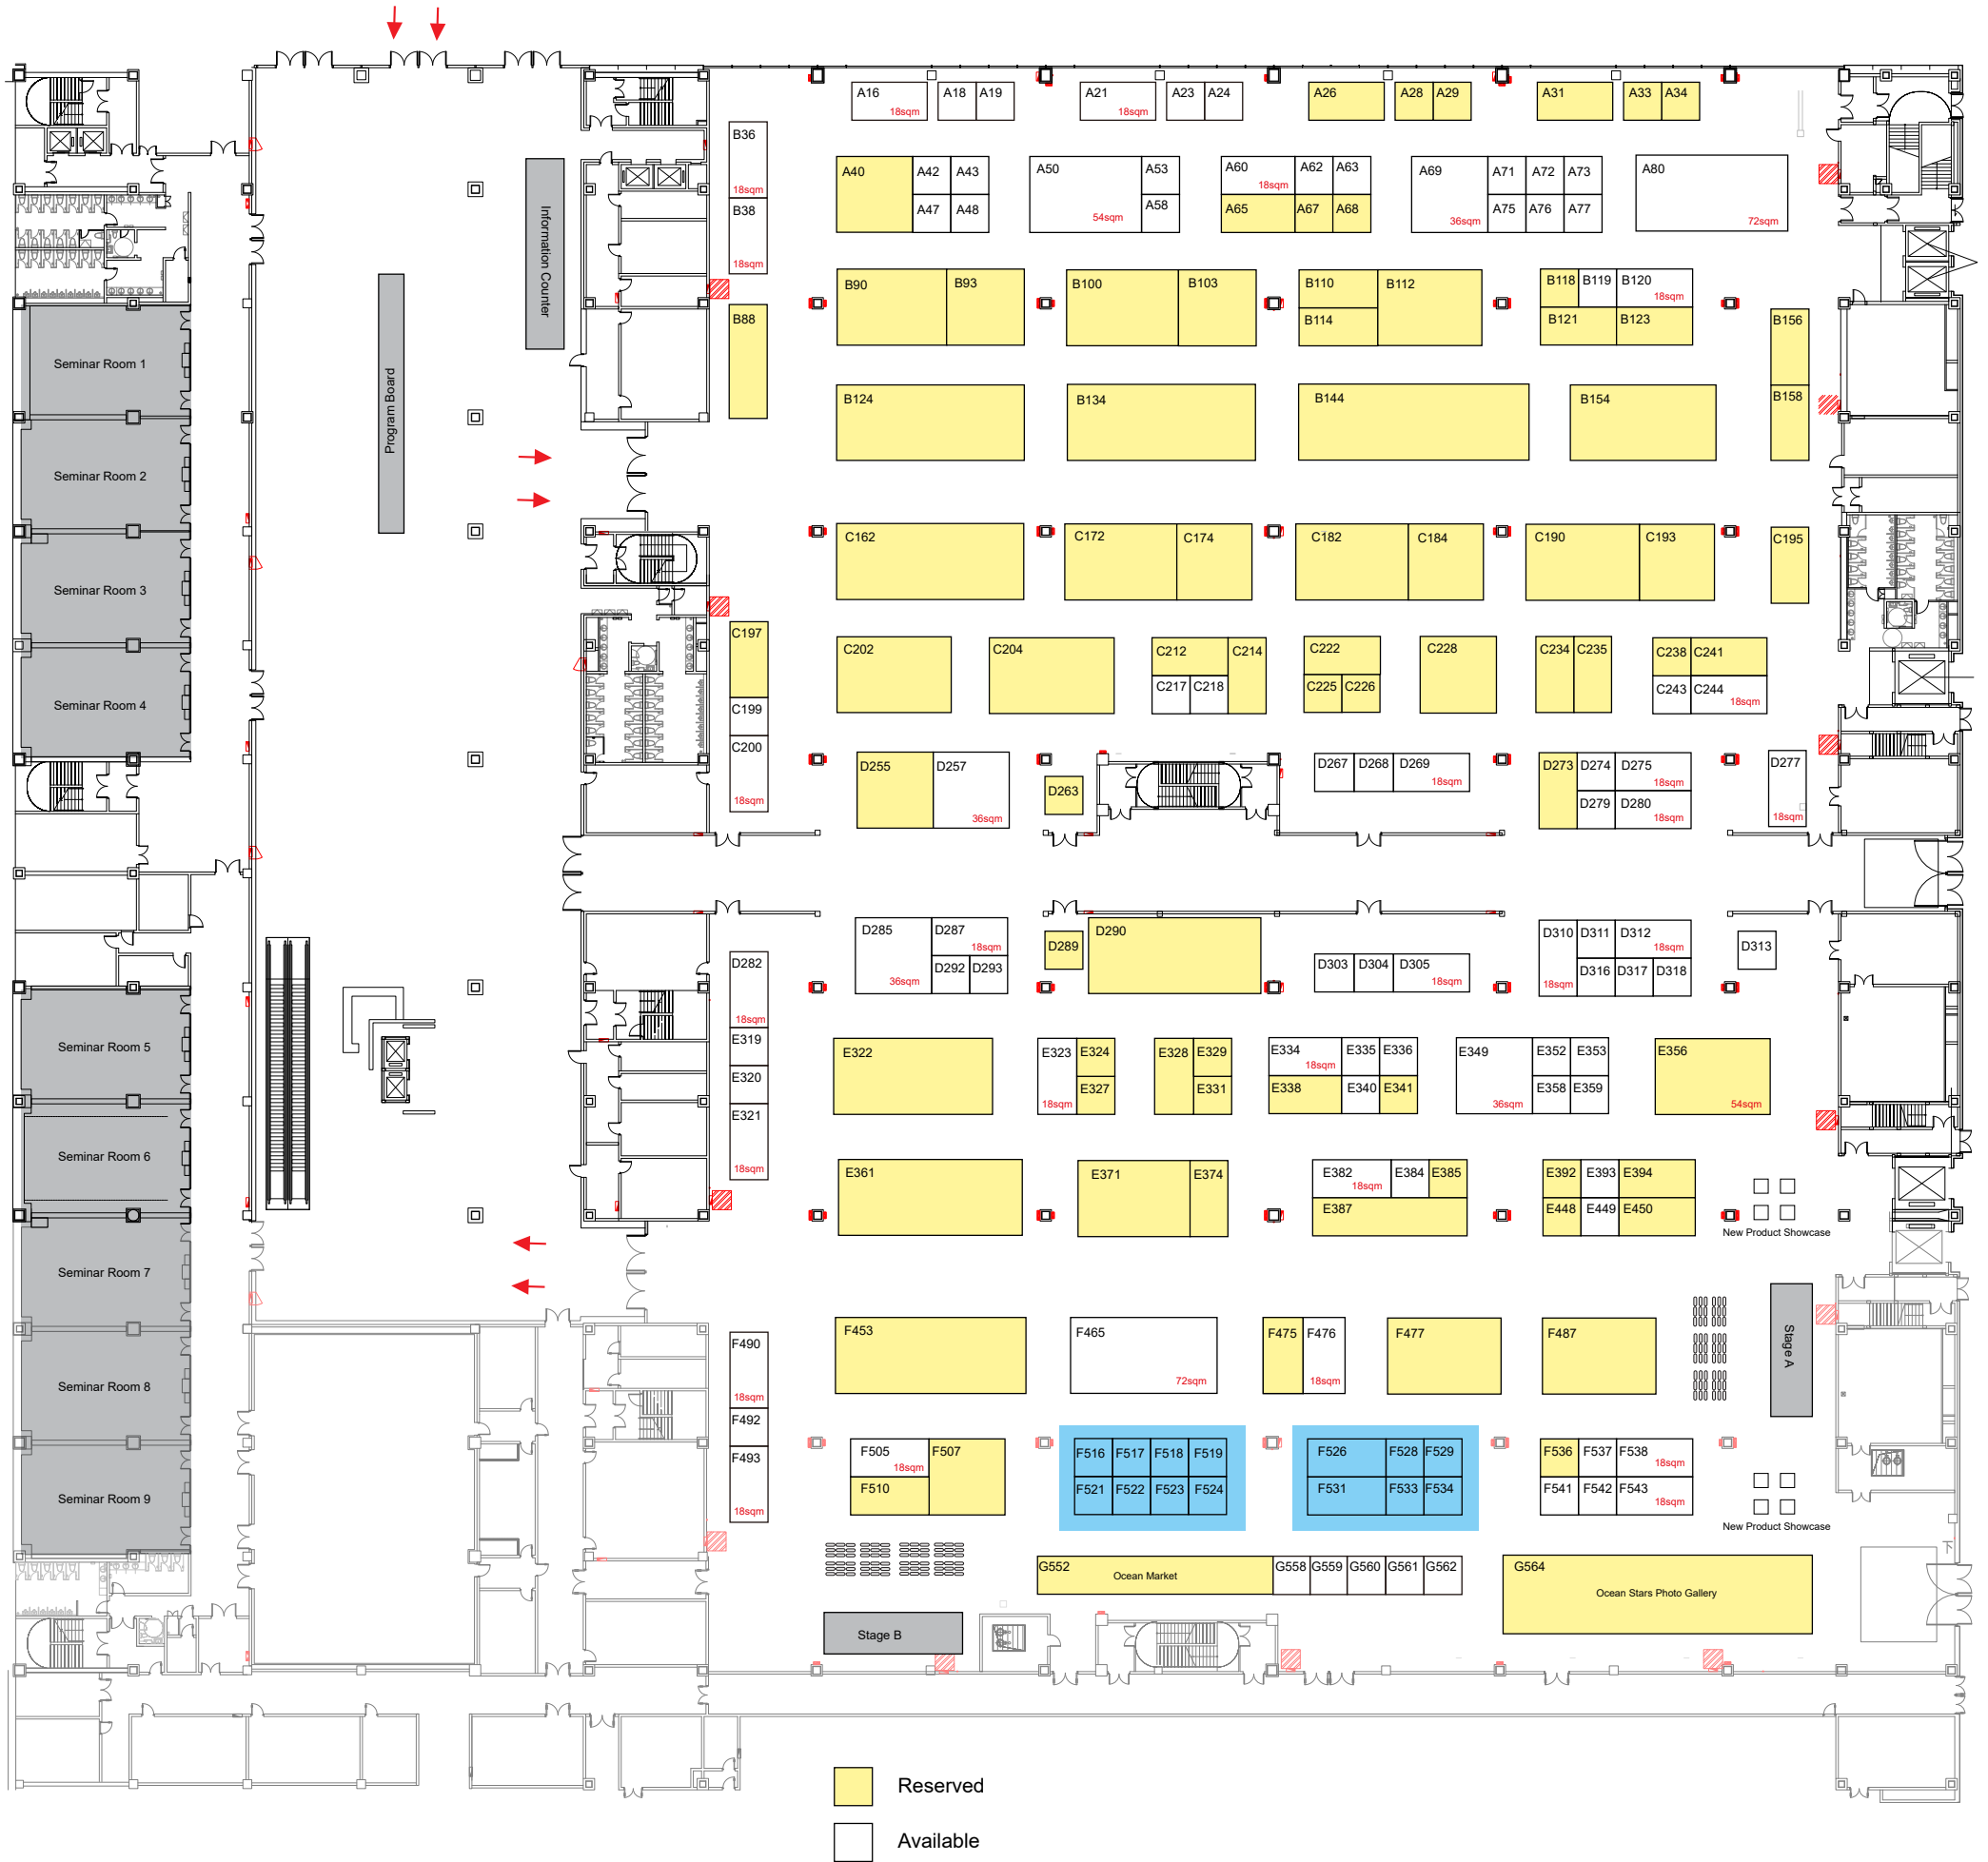 A16
18sqm
A18
A19
A21
18sqm
A23
A24
A26
A28
A29
A31
A33
A34
B36
18sqm
B38
18sqm
A40
A42
A43
A47
A48
A50
54sqm
A53
A58
A60
18sqm
A62
A63
A65
A67
A68
A69
36sqm
A71
A72
A73
A75
A76
A77
A80
72sqm
Information Counter
Program Board
B88
B90
B93
B100
B103
B110
B112
B114
B118
B119
B120
18sqm
B121
B123
B156
B158
Seminar Room 1
B124
B134
B144
B154
Seminar Room 2
C162
C172
C174
C182
C184
C190
C193
C195
Seminar Room 3
C197
C199
C200
18sqm
C202
C204
C212
C214
C217
C218
C222
C225
C226
C228
C234
C235
C238
C241
C243
C244
18sqm
Seminar Room 4
D255
D257
36sqm
D263
D267
D268
D269
18sqm
D273
D274
D275
18sqm
D279
D280
18sqm
D277
18sqm
D282
18sqm
D285
36sqm
D287
18sqm
D292
D293
D289
D290
D303
D304
D305
18sqm
D310
18sqm
D311
D312
18sqm
D316
D317
D318
D313
Seminar Room 5
E319
E320
E321
18sqm
E322
E323
18sqm
E324
E327
E328
E329
E331
E334
18sqm
E335
E336
E338
E340
E341
E349
36sqm
E352
E353
E358
E359
E356
54sqm
Seminar Room 6
E361
E371
E374
E382
18sqm
E384
E385
E387
E392
E393
E394
E448
E449
E450
New Product Showcase
Seminar Room 7
F453
F465
72sqm
F475
F476
18sqm
F477
F487
Stage A
Seminar Room 8
F490
18sqm
F492
F493
18sqm
F505
18sqm
F507
F510
F516
F517
F518
F519
F521
F522
F523
F524
F526
F528
F529
F531
F533
F534
F536
F537
F538
18sqm
F541
F542
F543
18sqm
New Product Showcase
Seminar Room 9
G552
Ocean Market
G558
G559
G560
G561
G562
G564
Ocean Stars Photo Gallery
Stage B
Reserved
Available